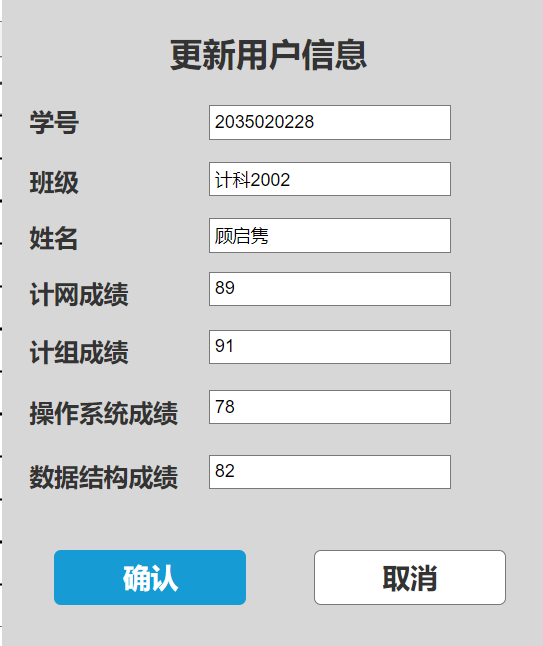 更新用户信息
学号 2035020228
班级 计科2002
姓名 顾启隽
计网成绩 89
计组成绩 91
操作系统成绩 78
数据结构成绩 82
确认 取消